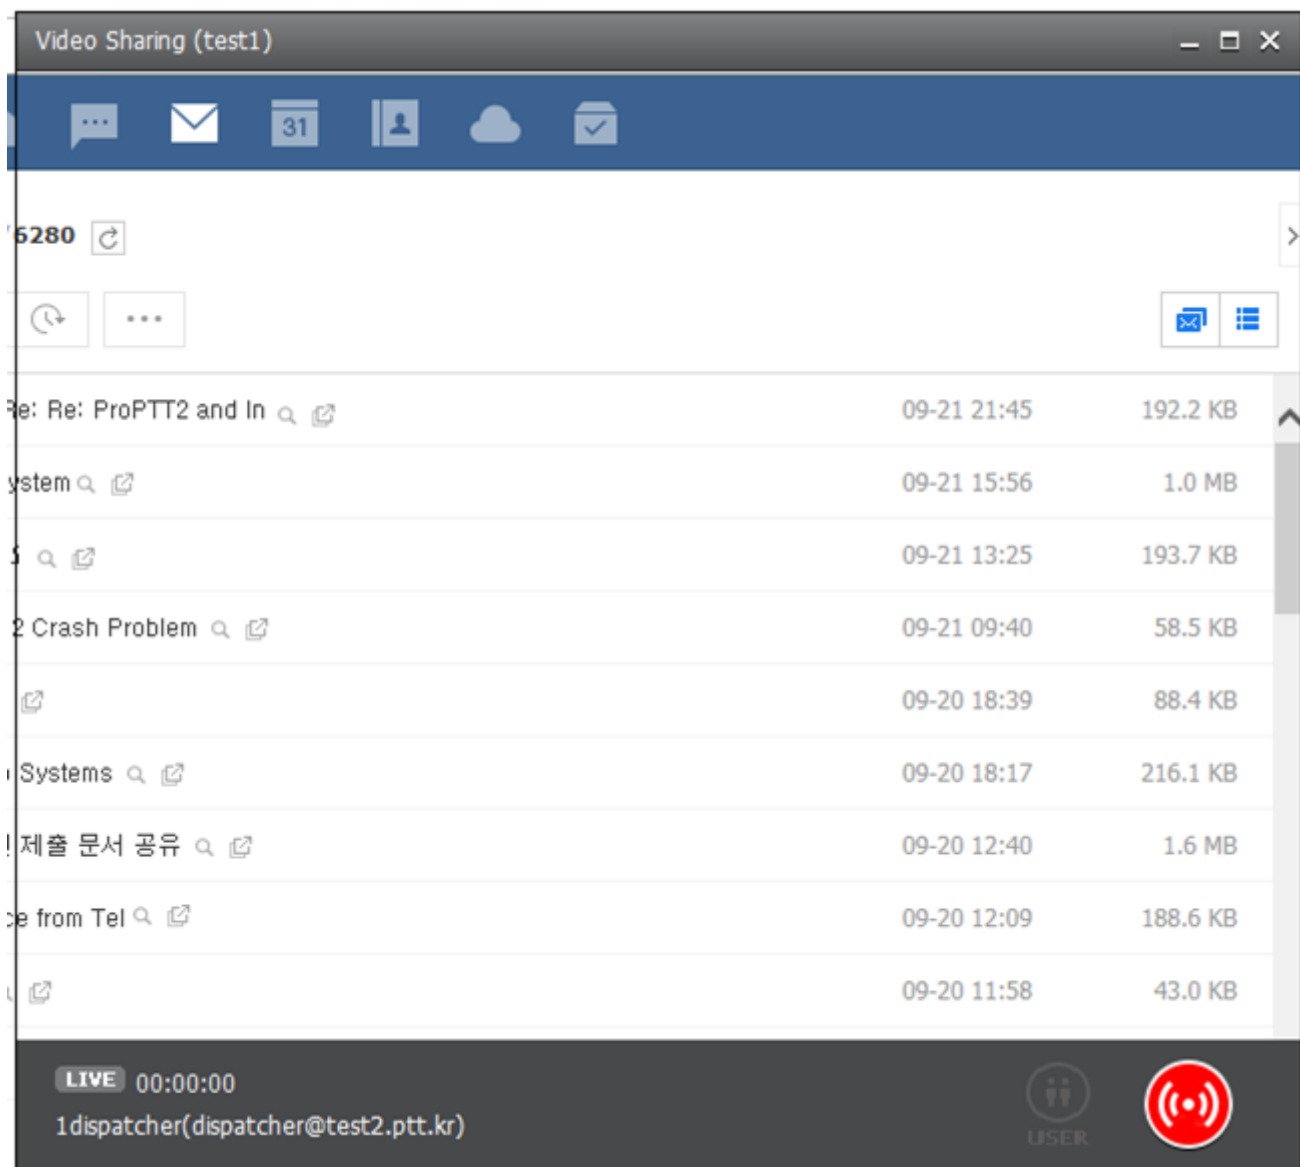 Video Sharing (test1)
31
6280
Re: Re: ProPTT2 and In 09-21 21:45 192.2 KB
ystem 09-21 15:56 1.0 MB
09-21 13:25 193.7 KB
2 Crash Problem 09-21 09:40 58.5 KB
09-20 18:39 88.4 KB
Systems 09-20 18:17 216.1 KB
제출 문서 공유 09-20 12:40 1.6 MB
ce from Tel 09-20 12:09 188.6 KB
09-20 11:58 43.0 KB
LIVE 00:00:00
1dispatcher(dispatcher@test2.ptt.kr)
USER